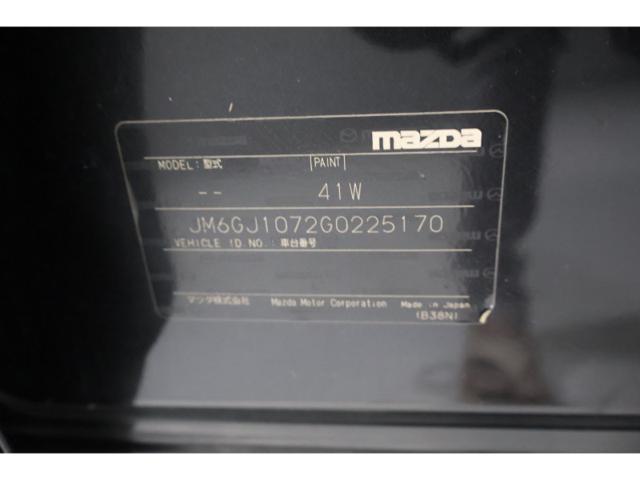 mazda
MODEL: 型式 PAINT
-- 41W
JM6GJ1072G0225170
VEHICLE ID.NO.: 車台番号
マツダ株式会社 Mazda Motor Corporation Made in Japan
(B38N)